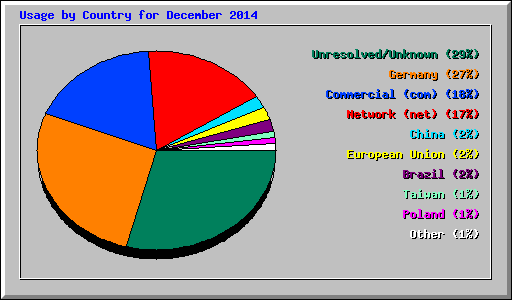 Usage by Country for December 2014
Unresolved/Unknown (29%)
Germany (27%)
Commercial (com) (18%)
Network (net) (17%)
China (2%)
European Union (2%)
Brazil (2%)
Taiwan (1%)
Poland (1%)
Other (1%)